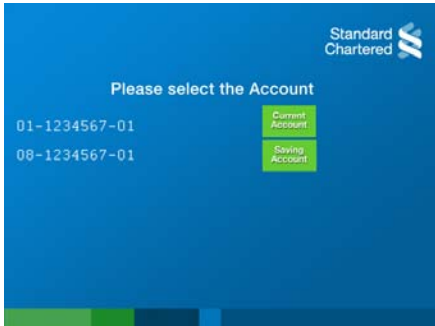 Standard
Chartered
Please select the Account
01-1234567-01
Current
Account
08-1234567-01
Saving
Account